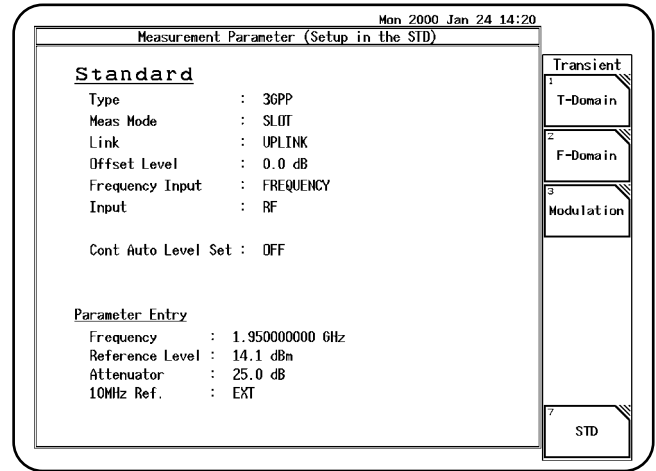 Mon 2000 Jan 24 14:20
Measurement Parameter (Setup in the STD)
Standard
Type : 3GPP
Meas Mode : SLOT
Link : UPLINK
Offset Level : 0.0 dB
Frequency Input : FREQUENCY
Input : RF
Cont Auto Level Set : OFF
Parameter Entry
Frequency : 1.950000000 GHz
Reference Level : 14.1 dBm
Attenuator : 25.0 dB
10MHz Ref. : EXT
Transient
1
T-Domain
2
F-Domain
3
Modulation
7
STD